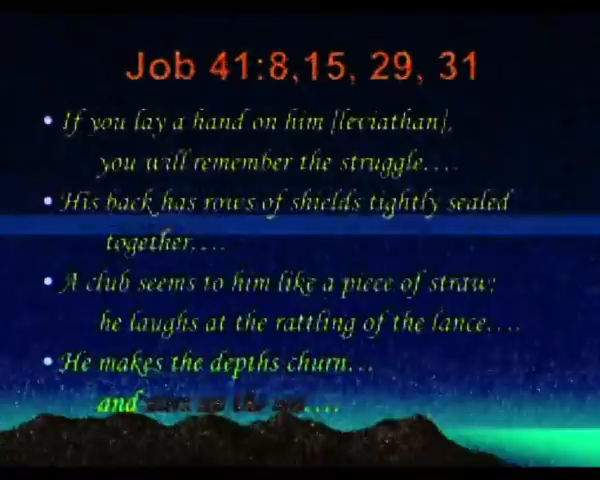 Job 41:8,15, 29, 31
• If you lay a hand on him [leviathan],
you will remember the struggle....
• His back has rows of shields tightly sealed
together....
• A club seems to him like a piece of straw;
he laughs at the rattling of the lance....
• He makes the depths churn...
and